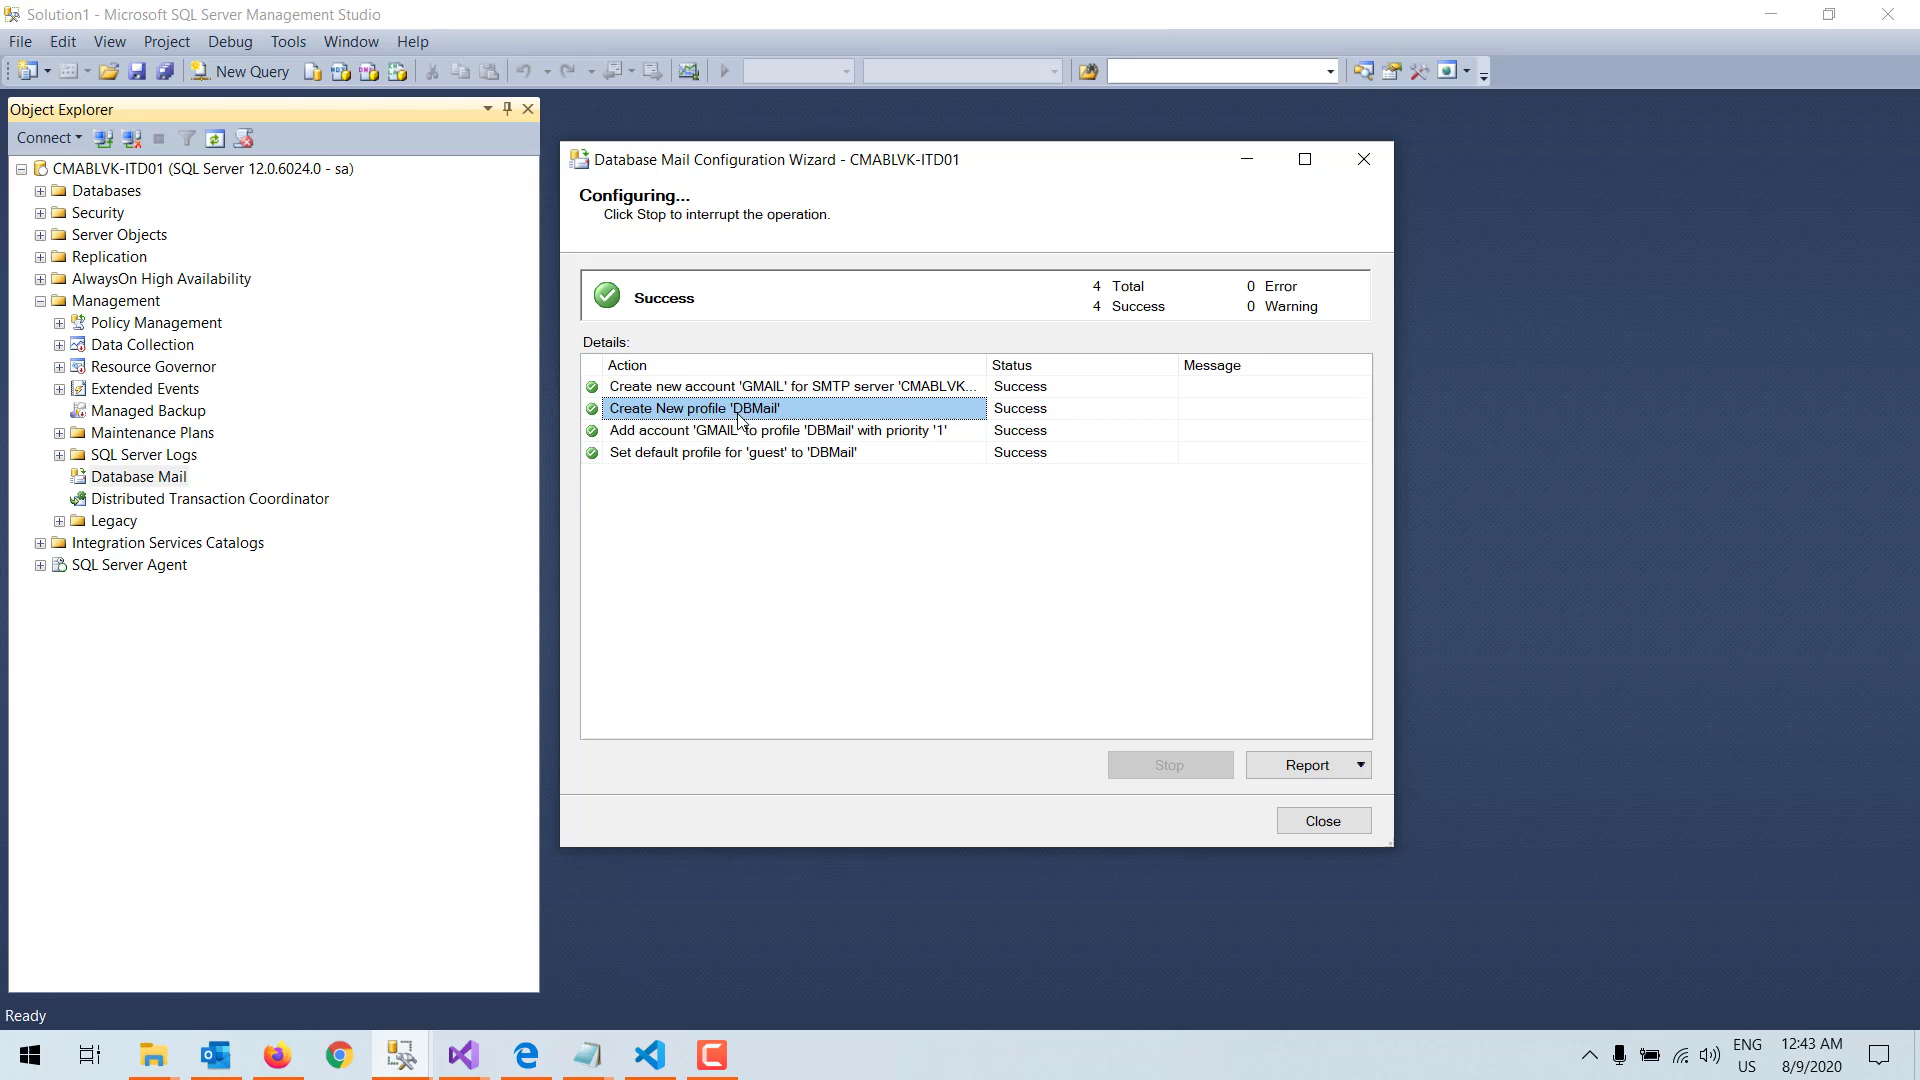 Solution1 - Microsoft SQL Server Management Studio
File Edit View Project Debug Tools Window Help
New Query
Object Explorer
Connect
CMABLVK-ITD01 (SQL Server 12.0.6024.0 - sa)
Databases
Security
Server Objects
Replication
AlwaysOn High Availability
Management
Policy Management
Data Collection
Resource Governor
Extended Events
Managed Backup
Maintenance Plans
SQL Server Logs
Database Mail
Distributed Transaction Coordinator
Legacy
Integration Services Catalogs
SQL Server Agent
Database Mail Configuration Wizard - CMABLVK-ITD01
Configuring...
Click Stop to interrupt the operation.
Success
4 Total 0 Error
4 Success 0 Warning
Details:
Action Status Message
Create new account 'GMAIL' for SMTP server 'CMABLVK... Success
Create New profile 'DBMail' Success
Add account 'GMAIL' to profile 'DBMail' with priority '1' Success
Set default profile for 'guest' to 'DBMail' Success
Stop Report
Close
Ready
ENG
US
12:43 AM
8/9/2020